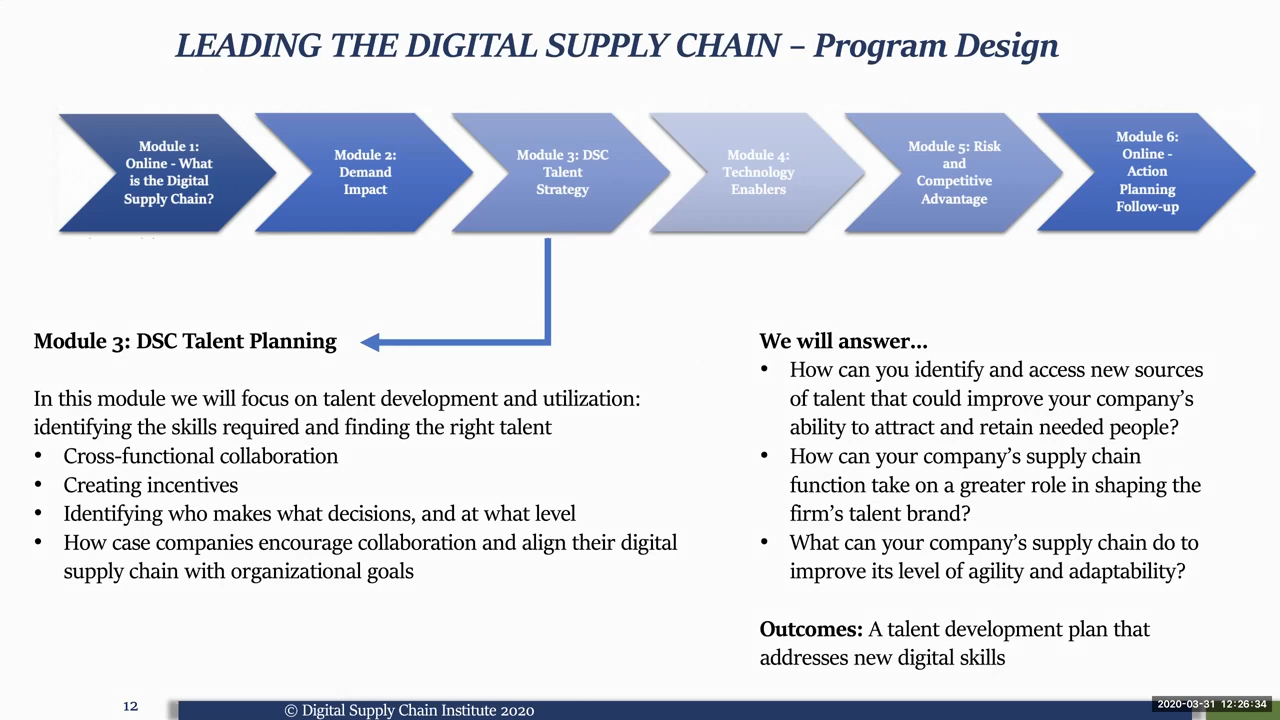 LEADING THE DIGITAL SUPPLY CHAIN – Program Design
Module 1:
Online - What
is the Digital
Supply Chain?
Module 2:
Demand
Impact
Module 3: DSC
Talent
Strategy
Module 4:
Technology
Enablers
Module 5: Risk
and
Competitive
Advantage
Module 6:
Online -
Action
Planning
Follow-up
Module 3: DSC Talent Planning
In this module we will focus on talent development and utilization:
identifying the skills required and finding the right talent
• Cross-functional collaboration
• Creating incentives
• Identifying who makes what decisions, and at what level
• How case companies encourage collaboration and align their digital
supply chain with organizational goals
We will answer…
• How can you identify and access new sources
of talent that could improve your company’s
ability to attract and retain needed people?
• How can your company’s supply chain
function take on a greater role in shaping the
firm’s talent brand?
• What can your company’s supply chain do to
improve its level of agility and adaptability?
Outcomes: A talent development plan that
addresses new digital skills
12
© Digital Supply Chain Institute 2020
2020-03-31 12:26:34